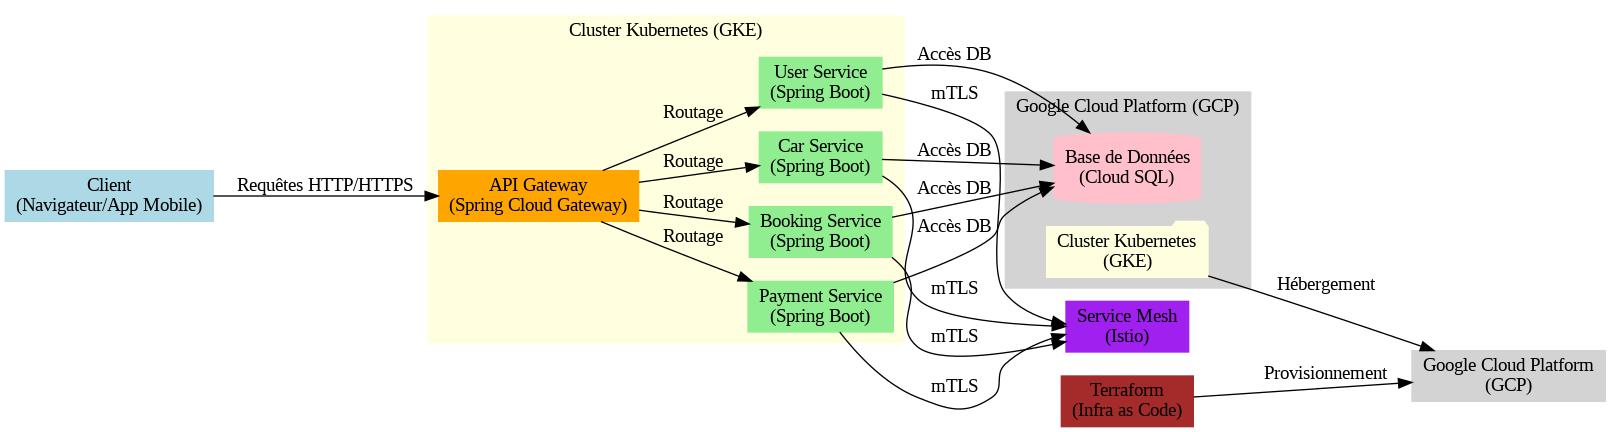 Cluster Kubernetes (GKE)
Client
(Navigateur/App Mobile)
Requêtes HTTP/HTTPS
API Gateway
(Spring Cloud Gateway)
Routage
Routage
Routage
Routage
User Service
(Spring Boot)
Car Service
(Spring Boot)
Booking Service
(Spring Boot)
Payment Service
(Spring Boot)
Accès DB
mTLS
Accès DB
Accès DB
Accès DB
mTLS
mTLS
mTLS
Google Cloud Platform (GCP)
Base de Données
(Cloud SQL)
Cluster Kubernetes
(GKE)
Service Mesh
(Istio)
Terraform
(Infra as Code)
Hébergement
Provisionnement
Google Cloud Platform
(GCP)